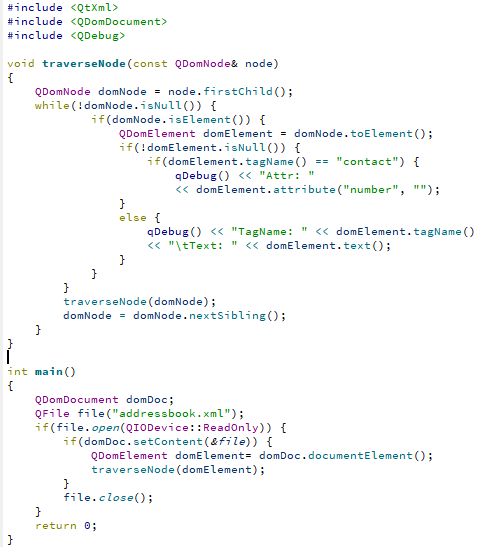 #include <QtXml>
#include <QDomDocument>
#include <QDebug>

void traverseNode(const QDomNode& node)
{
    QDomNode domNode = node.firstChild();
    while(!domNode.isNull()) {
            if(domNode.isElement()) {
                QDomElement domElement = domNode.toElement();
                if(!domElement.isNull()) {
                    if(domElement.tagName() == "contact") {
                        qDebug() << "Attr: "
                        << domElement.attribute("number", "");
                }
                else {
                    qDebug() << "TagName: " << domElement.tagName()
                    << "\tText: " << domElement.text();
                }
            }
        }
        traverseNode(domNode);
        domNode = domNode.nextSibling();
    }
}

int main()
{
    QDomDocument domDoc;
    QFile file("addressbook.xml");
    if(file.open(QIODevice::ReadOnly)) {
        if(domDoc.setContent(&file)) {
            QDomElement domElement= domDoc.documentElement();
            traverseNode(domElement);
        }
        file.close();
    }
    return 0;
}